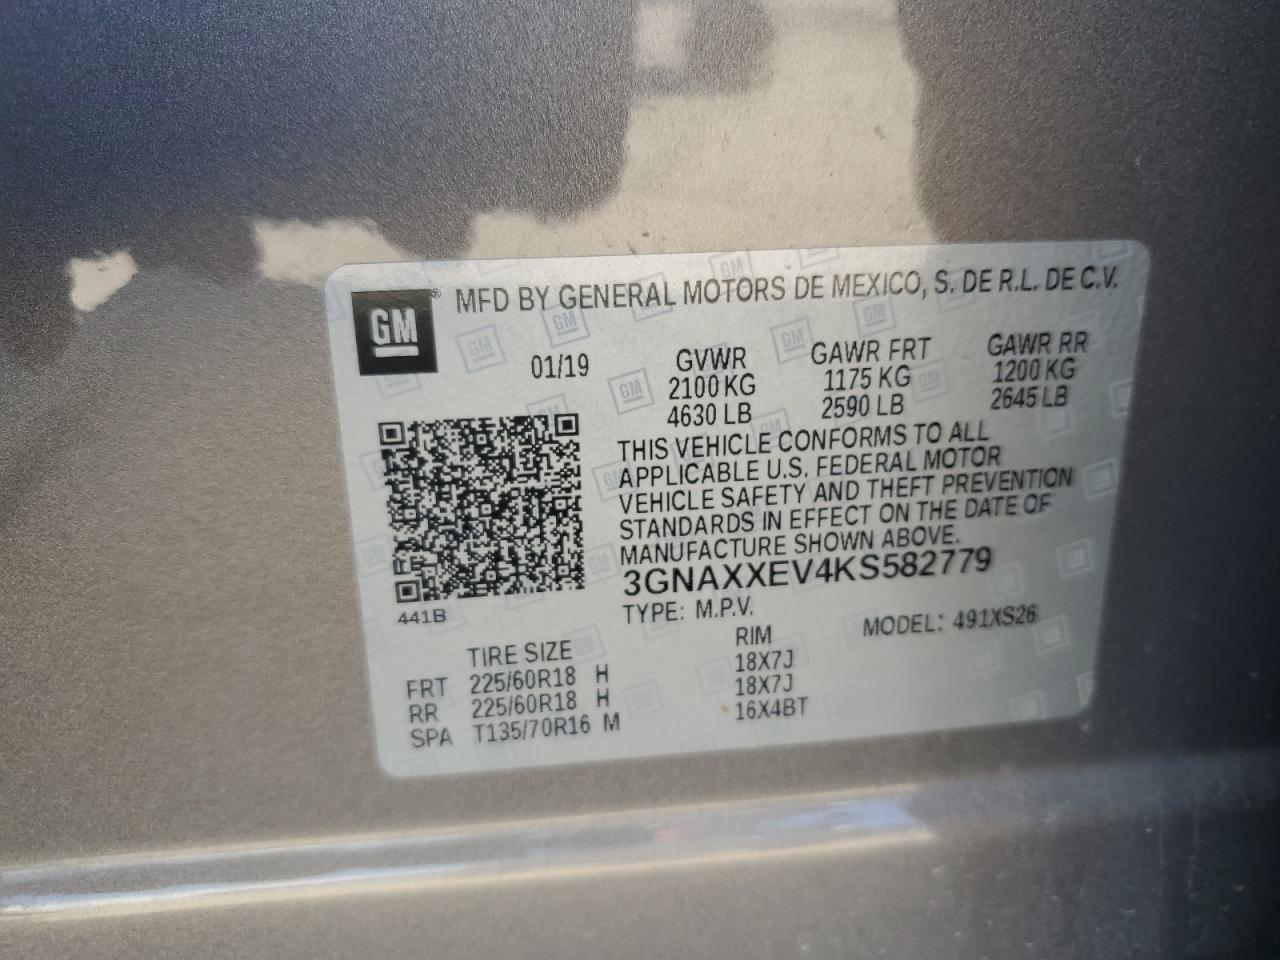 GM® MFD BY GENERAL MOTORS DE MEXICO, S. DE R.L. DE C.V.
01/19 GVWR GAWR FRT GAWR RR
2100 KG 1175 KG 1200 KG
4630 LB 2590 LB 2645 LB
THIS VEHICLE CONFORMS TO ALL
APPLICABLE U.S. FEDERAL MOTOR
VEHICLE SAFETY AND THEFT PREVENTION
STANDARDS IN EFFECT ON THE DATE OF
MANUFACTURE SHOWN ABOVE.
3GNAXXEV4KS582779
441B TYPE: M.P.V. MODEL: 491XS26
TIRE SIZE RIM
FRT 225/60R18 H 18X7J
RR 225/60R18 H 18X7J
SPA T135/70R16 M 16X4BT